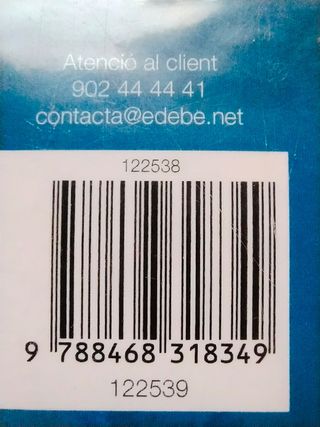 Atenció al client
902 44 44 41
contacta@edebe.net
122538
9 788468 318349
122539